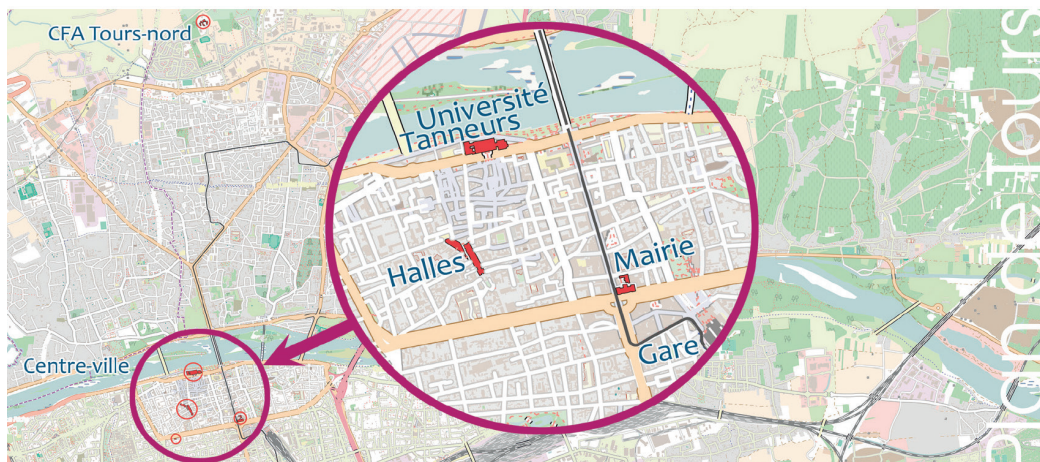 CFA Tours-nord
Université
Tanneurs
Halles
Mairie
Gare
Centre-ville
Plan de Tours